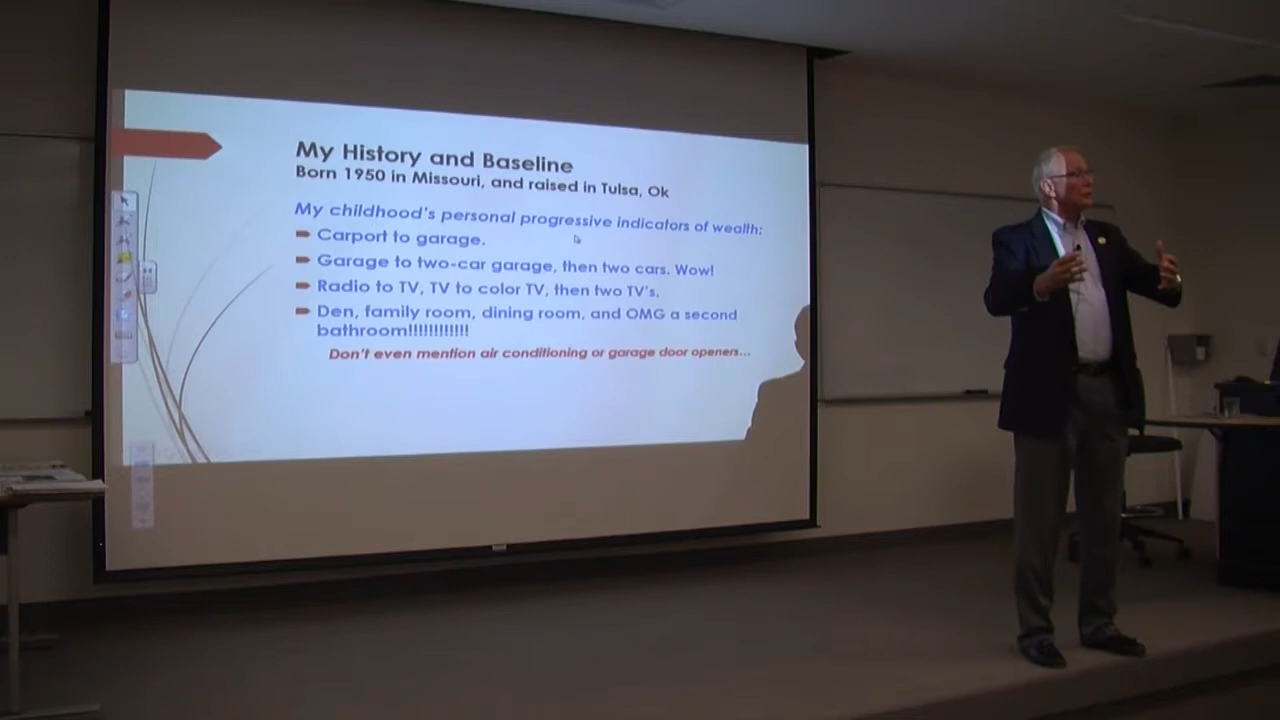 My History and Baseline
Born 1950 in Missouri, and raised in Tulsa, Ok
My childhood's personal progressive indicators of wealth:
Carport to garage.
Garage to two-car garage, then two cars. Wow!
Radio to TV, TV to color TV, then two TV's.
Den, family room, dining room, and OMG a second
bathroom!!!!!!!!!!!!
Don't even mention air conditioning or garage door openers...